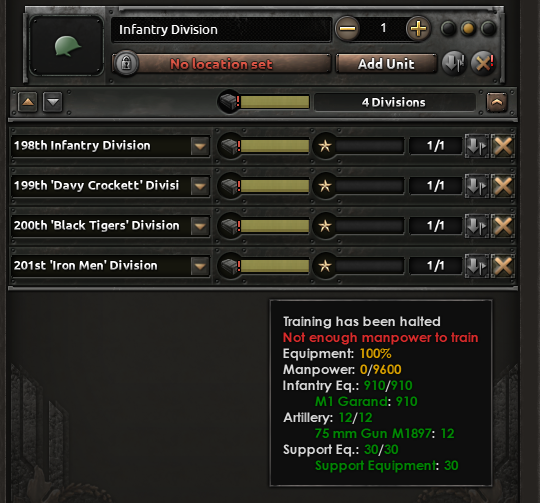 Infantry Division
1
No location set
Add Unit
4 Divisions
198th Infantry Division
1/1
199th 'Davy Crockett' Divisi
1/1
200th 'Black Tigers' Division
1/1
201st 'Iron Men' Division
1/1
Training has been halted
Not enough manpower to train
Equipment: 100%
Manpower: 0/9600
Infantry Eq.: 910/910
M1 Garand: 910
Artillery: 12/12
75 mm Gun M1897: 12
Support Eq.: 30/30
Support Equipment: 30